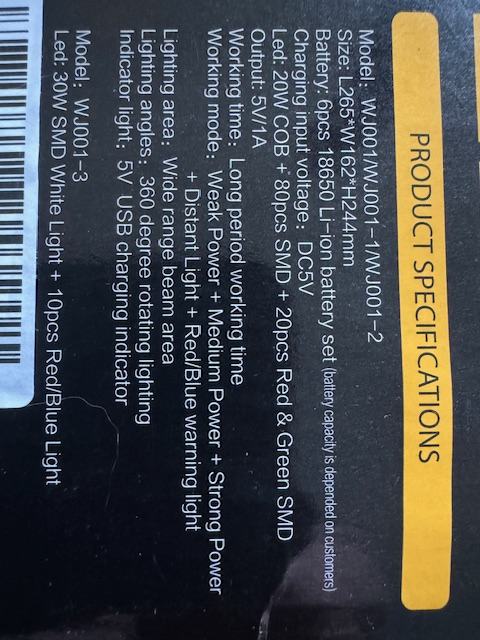 PRODUCT SPECIFICATIONS
Model: WJ001/WJ001-1/WJ001-2
Size: L265*W162*H244mm
Battery: 6pcs 18650 Li-ion battery set (battery capacity is depended on customers)
Charging input voltage: DC5V
Led: 20W COB + 80pcs SMD + 20pcs Red & Green SMD
Output: 5V/1A
Working time: Long period working time
Working mode: Weak Power + Medium Power + Strong Power
+ Distant Light + Red/Blue warning light
Lighting area: Wide range beam area
Lighting angles: 360 degree rotating lighting
Indicator light: 5V USB charging indicator
Model: WJ001-3
Led: 30W SMD White Light + 10pcs Red/Blue Light